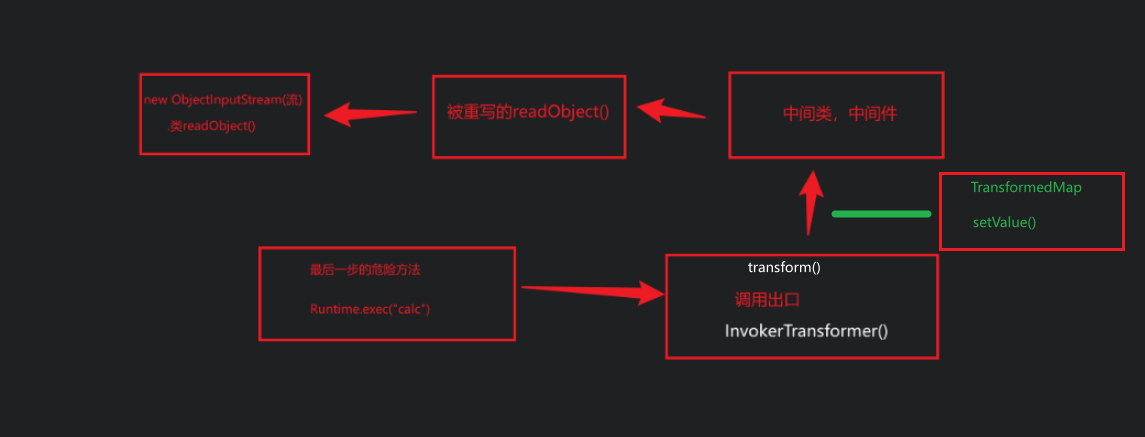 new ObjectInputStream(流)
.类readObject()
被重写的readObject()
中间类，中间件
TransformedMap
setValue()
最后一步的危险方法
Runtime.exec("calc")
transform()
调用出口
InvokerTransformer()